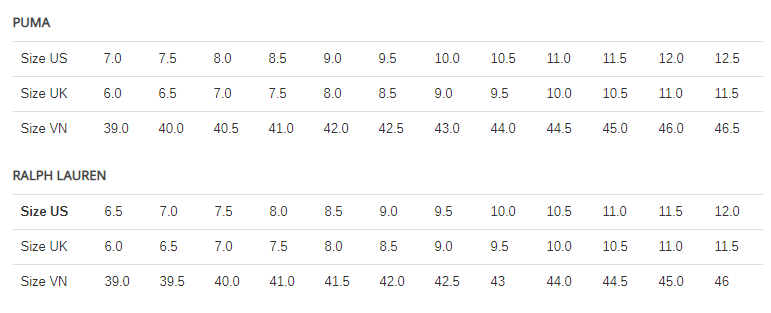 PUMA
Size US 7.0 7.5 8.0 8.5 9.0 9.5 10.0 10.5 11.0 11.5 12.0 12.5
Size UK 6.0 6.5 7.0 7.5 8.0 8.5 9.0 9.5 10.0 10.5 11.0 11.5
Size VN 39.0 40.0 40.5 41.0 42.0 42.5 43.0 44.0 44.5 45.0 46.0 46.5
RALPH LAUREN
Size US 6.5 7.0 7.5 8.0 8.5 9.0 9.5 10.0 10.5 11.0 11.5 12.0
Size UK 6.0 6.5 7.0 7.5 8.0 8.5 9.0 9.5 10.0 10.5 11.0 11.5
Size VN 39.0 39.5 40.0 41.0 41.5 42.0 42.5 43 44.0 44.5 45.0 46